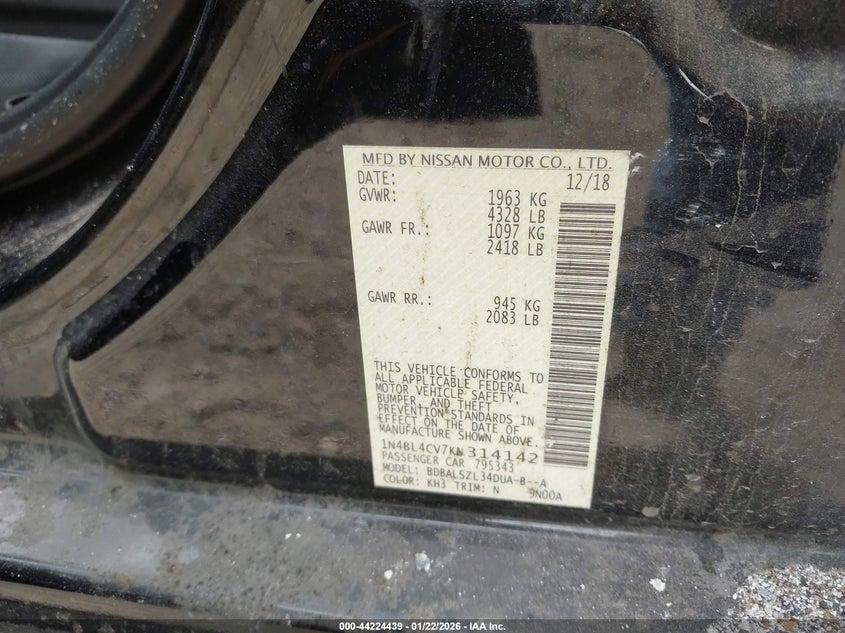 MFD BY NISSAN MOTOR CO., LTD.
DATE: 12/18
GVWR: 1963 KG
4328 LB
GAWR FR.: 1097 KG
2418 LB
GAWR RR.: 945 KG
2083 LB
THIS VEHICLE CONFORMS TO
ALL APPLICABLE FEDERAL
MOTOR VEHICLE SAFETY,
BUMPER, AND THEFT
PREVENTION STANDARDS IN
EFFECT ON THE DATE OF
MANUFACTURE SHOWN ABOVE.
1N4BL4CV7KN314142
PASSENGER CAR 795343
MODEL: BDBALSZL34DUA-B--A
COLOR: KH3 TRIM: N 9N00A
000-44224439 — 01/22/2026 — IAA Inc.